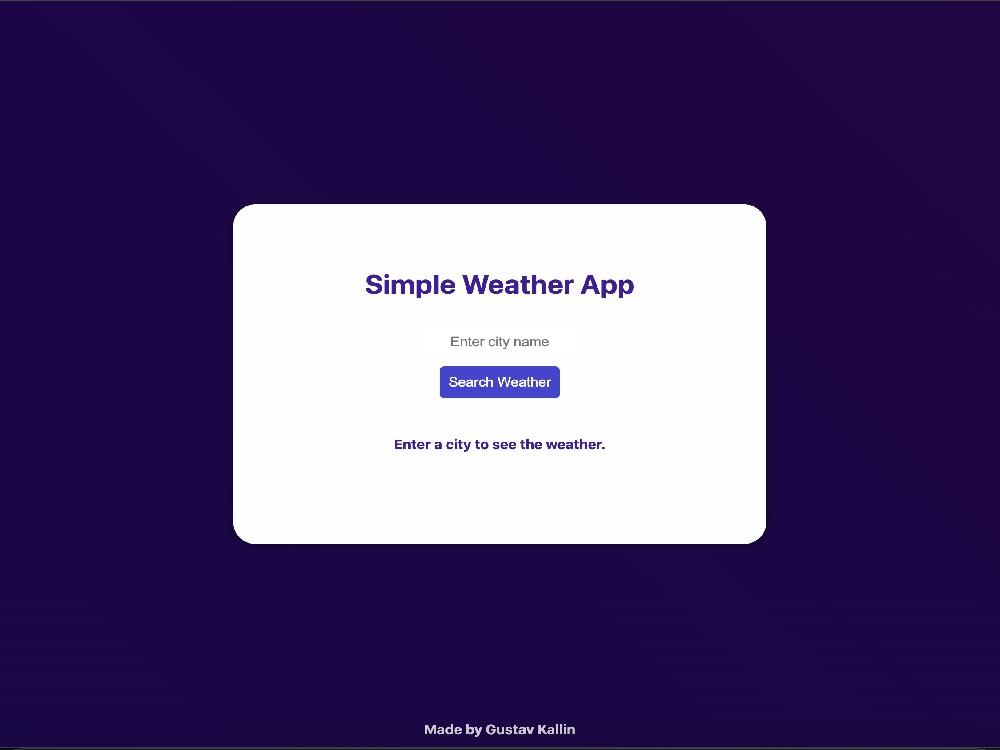 Simple Weather App
Enter city name
Search Weather
Enter a city to see the weather.
Made by Gustav Kallin